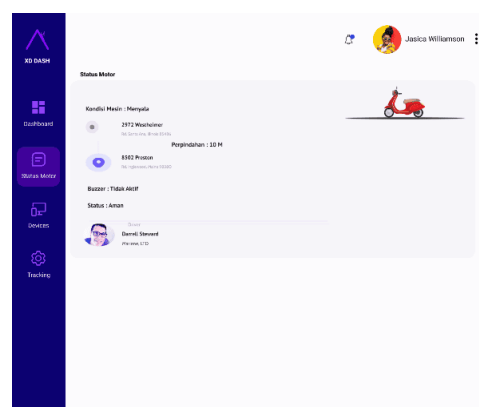 XD DASH
Jasica Williamson
Status Motor
Dashboard
Status Motor
Devices
Tracking
Kondisi Mesin : Menyala
2972 Westheimer
Perpindahan : 10 M
8502 Preston
Buzzer : Tidak Aktif
Status : Aman
Darrell Steward